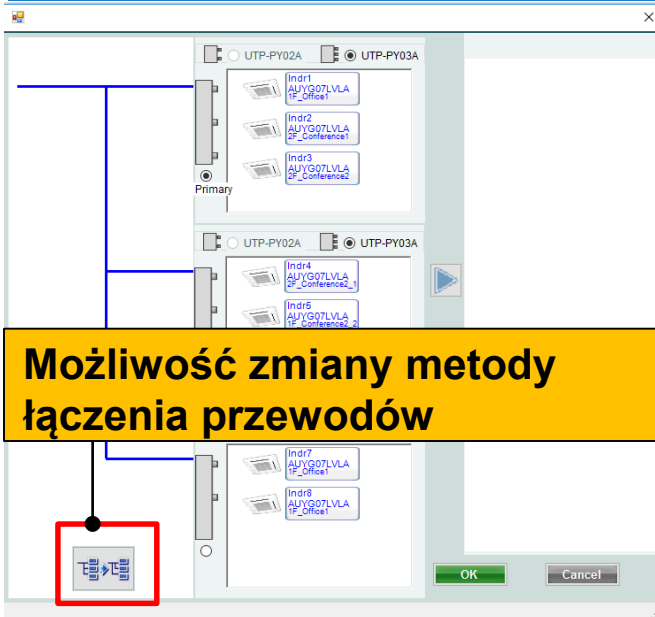 UTP-PY02A UTP-PY03A
Indr1
AUYG07LVLA
1F_Office1
Indr2
AUYG07LVLA
2F_Conference1
Indr3
AUYG07LVLA
2F_Conference2
Primary
UTP-PY02A UTP-PY03A
Indr4
AUYG07LVLA
2F_Conference2_1
Indr5
AUYG07LVLA
1F_Conference2_2
Możliwość zmiany metody
łączenia przewodów
Indr7
AUYG07LVLA
1F_Office1
Indr8
AUYG07LVLA
1F_Office1
OK Cancel